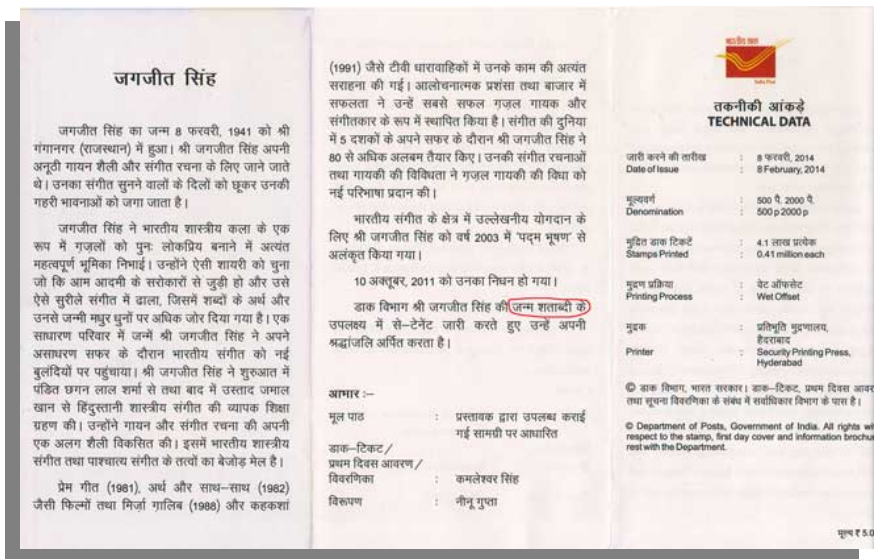 जगजीत सिंह
जगजीत सिंह का जन्म 8 फरवरी, 1941 को श्री
गंगानगर (राजस्थान) में हुआ। श्री जगजीत सिंह अपनी
अनूठी गायन शैली और संगीत रचना के लिए जाने जाते
थे। उनका संगीत सुनने वालों के दिलों को छूकर उनकी
गहरी भावनाओं को जगा जाता है।
जगजीत सिंह ने भारतीय शास्त्रीय कला के एक
रूप में गज़लों को पुनः लोकप्रिय बनाने में अत्यंत
महत्वपूर्ण भूमिका निभाई। उन्होंने ऐसी शायरी को चुना
जो कि आम आदमी के सरोकारों से जुड़ी हो और उसे
ऐसे सुरीले संगीत में ढाला, जिसमें शब्दों के अर्थ और
उनसे जन्मी मधुर धुनों पर अधिक जोर दिया गया है। एक
साधारण परिवार में जन्में श्री जगजीत सिंह ने अपने
असाधरण सफर के दौरान भारतीय संगीत को नई
बुलंदियों पर पहुंचाया। श्री जगजीत सिंह ने शुरुआत में
पंडित छगन लाल शर्मा से तथा बाद में उस्ताद जमाल
खान से हिंदुस्तानी शास्त्रीय संगीत की व्यापक शिक्षा
ग्रहण की। उन्होंने गायन और संगीत रचना की अपनी
एक अलग शैली विकसित की। इसमें भारतीय शास्त्रीय
संगीत तथा पाश्चात्य संगीत के तत्वों का बेजोड़ मेल है।
प्रेम गीत (1981), अर्थ और साथ–साथ (1982)
जैसी फिल्मों तथा मिर्ज़ा गालिब (1988) और कहकशां
(1991) जैसे टीवी धारावाहिकों में उनके काम की अत्यंत
सराहना की गई। आलोचनात्मक प्रशंसा तथा बाजार में
सफलता ने उन्हें सबसे सफल गज़ल गायक और
संगीतकार के रूप में स्थापित किया है। संगीत की दुनिया
में 5 दशकों के अपने सफर के दौरान श्री जगजीत सिंह ने
80 से अधिक अलबम तैयार किए। उनकी संगीत रचनाओं
तथा गायकी की विविधता ने गज़ल गायकी की विधा को
नई परिभाषा प्रदान की।
भारतीय संगीत के क्षेत्र में उल्लेखनीय योगदान के
लिए श्री जगजीत सिंह को वर्ष 2003 में 'पद्म भूषण' से
अलंकृत किया गया।
10 अक्तूबर, 2011 को उनका निधन हो गया।
डाक विभाग श्री जगजीत सिंह की जन्म शताब्दी के
उपलक्ष्य में से–टेनेंट जारी करते हुए उन्हें अपनी
श्रद्धांजलि अर्पित करता है।
आभार :–
मूल पाठ : प्रस्तावक द्वारा उपलब्ध कराई
गई सामग्री पर आधारित
डाक–टिकट /
प्रथम दिवस आवरण /
विवरणिका : कमलेश्वर सिंह
विरूपण : नीनू गुप्ता
भारतीय डाक
India Post
तकनीकी आंकड़े
TECHNICAL DATA
जारी करने की तारीख : 8 फरवरी, 2014
Date of Issue : 8 February, 2014
मूल्यवर्ग : 500 पै. 2000 पै.
Denomination : 500 p 2000 p
मुद्रित डाक टिकटें : 4.1 लाख प्रत्येक
Stamps Printed : 0.41 million each
मुद्रण प्रक्रिया : वेट ऑफसेट
Printing Process : Wet Offset
मुद्रक : प्रतिभूति मुद्रणालय,
हैदराबाद
Printer : Security Printing Press,
Hyderabad
© डाक विभाग, भारत सरकार। डाक–टिकट, प्रथम दिवस आवर
तथा सूचना विवरणिका के संबंध में सर्वाधिकार विभाग के पास है।
© Department of Posts, Government of India. All rights wi
respect to the stamp, first day cover and information brochu
rest with the Department.
मूल्य ₹ 5.0